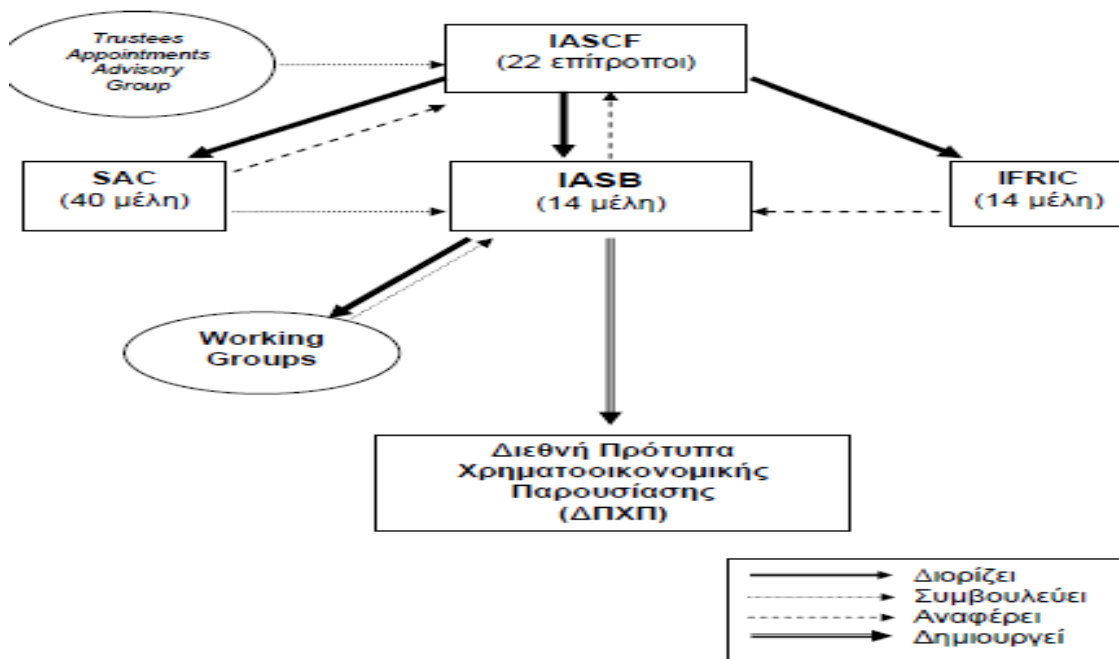 Trustees
Appointments
Advisory
Group
IASCF
(22 επίτροποι)
SAC
(40 μέλη)
IASB
(14 μέλη)
IFRIC
(14 μέλη)
Working
Groups
Διεθνή Πρότυπα
Χρηματοοικονομικής
Παρουσίασης
(ΔΠΧΠ)
Διορίζει
Συμβουλεύει
Αναφέρει
Δημιουργεί